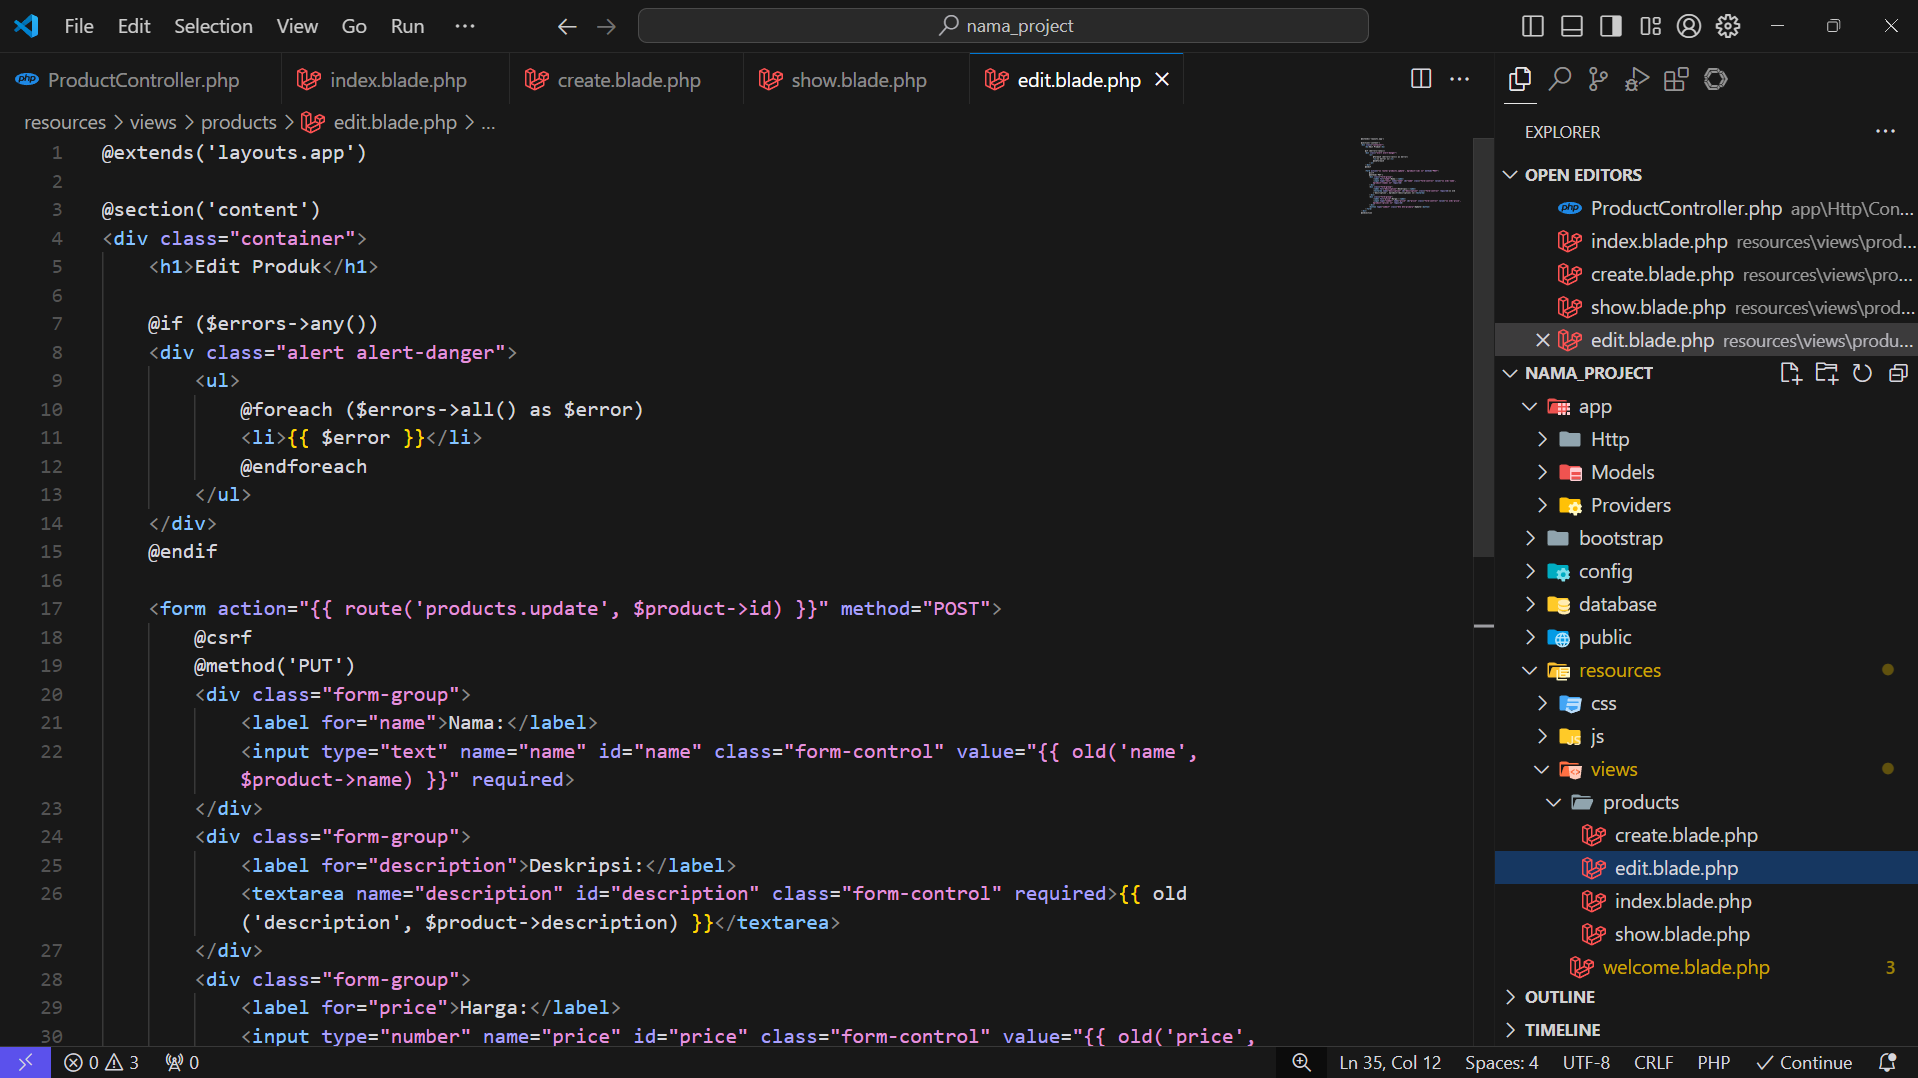 File Edit Selection View Go Run ... nama_project
ProductController.php index.blade.php create.blade.php show.blade.php edit.blade.php
resources > views > products > edit.blade.php > ...
1 @extends('layouts.app')
2
3 @section('content')
4 <div class="container">
5 <h1>Edit Produk</h1>
6
7 @if ($errors->any())
8 <div class="alert alert-danger">
9 <ul>
10 @foreach ($errors->all() as $error)
11 <li>{{ $error }}</li>
12 @endforeach
13 </ul>
14 </div>
15 @endif
16
17 <form action="{{ route('products.update', $product->id) }}" method="POST">
18 @csrf
19 @method('PUT')
20 <div class="form-group">
21 <label for="name">Nama:</label>
22 <input type="text" name="name" id="name" class="form-control" value="{{ old('name',
$product->name) }}" required>
23 </div>
24 <div class="form-group">
25 <label for="description">Deskripsi:</label>
26 <textarea name="description" id="description" class="form-control" required>{{ old
('description', $product->description) }}</textarea>
27 </div>
28 <div class="form-group">
29 <label for="price">Harga:</label>
30 <input type="number" name="price" id="price" class="form-control" value="{{ old('price',
EXPLORER
OPEN EDITORS
ProductController.php app\Http\Con...
index.blade.php resources\views\prod...
create.blade.php resources\views\pro...
show.blade.php resources\views\prod...
edit.blade.php resources\views\produ...
NAMA_PROJECT
app
Http
Models
Providers
bootstrap
config
database
public
resources
css
js
views
products
create.blade.php
edit.blade.php
index.blade.php
show.blade.php
welcome.blade.php 3
OUTLINE
TIMELINE
0 3 0 Ln 35, Col 12 Spaces: 4 UTF-8 CRLF PHP Continue